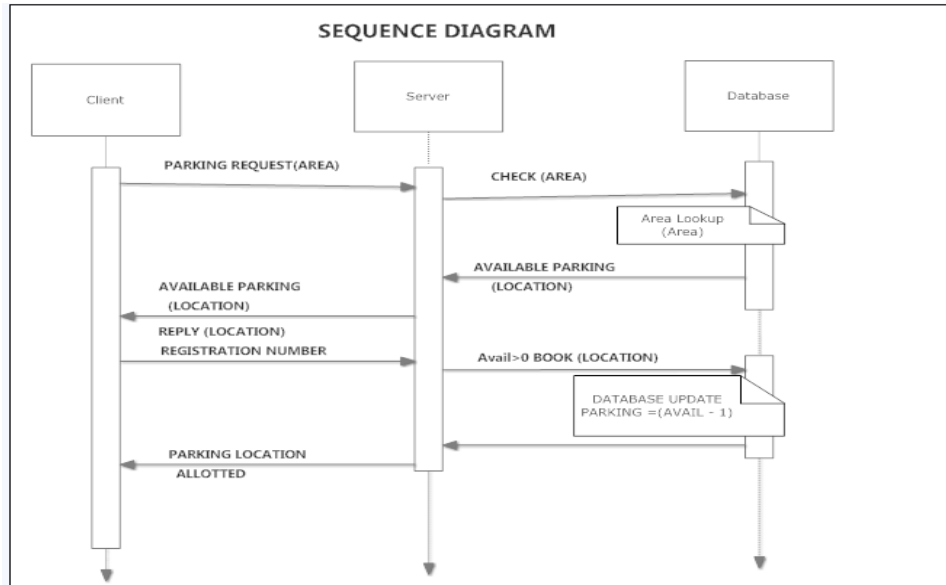 SEQUENCE DIAGRAM
Client
Server
Database
PARKING REQUEST(AREA)
CHECK (AREA)
Area Lookup
(Area)
AVAILABLE PARKING
(LOCATION)
AVAILABLE PARKING
(LOCATION)
REPLY (LOCATION)
REGISTRATION NUMBER
Avail>0 BOOK (LOCATION)
DATABASE UPDATE
PARKING =(AVAIL - 1)
PARKING LOCATION
ALLOTTED